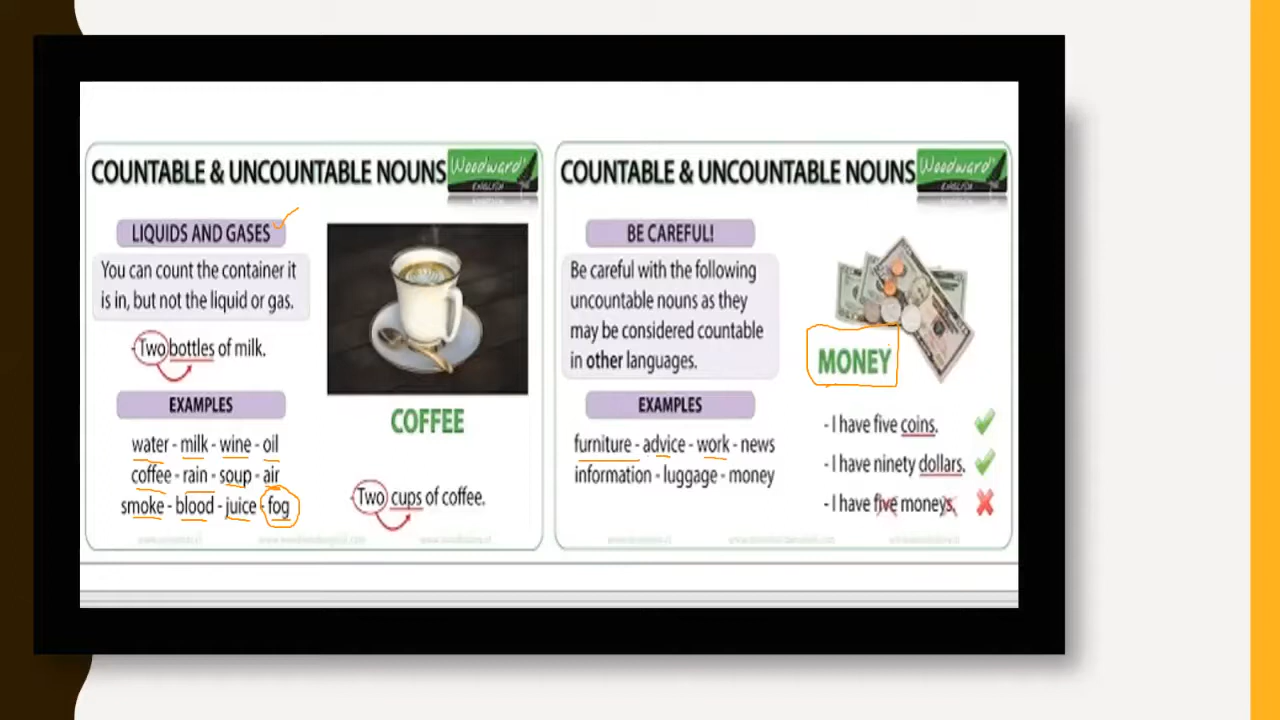 COUNTABLE & UNCOUNTABLE NOUNS
Woodward
ENGLISH
LIQUIDS AND GASES
You can count the container it
is in, but not the liquid or gas.
- Two bottles of milk.
EXAMPLES
water - milk - wine - oil
coffee - rain - soup - air
smoke - blood - juice - fog
COFFEE
- Two cups of coffee.
COUNTABLE & UNCOUNTABLE NOUNS
Woodward
ENGLISH
BE CAREFUL!
Be careful with the following
uncountable nouns as they
may be considered countable
in other languages.
EXAMPLES
furniture - advice - work - news
information - luggage - money
MONEY
- I have five coins.
- I have ninety dollars.
- I have five moneys.